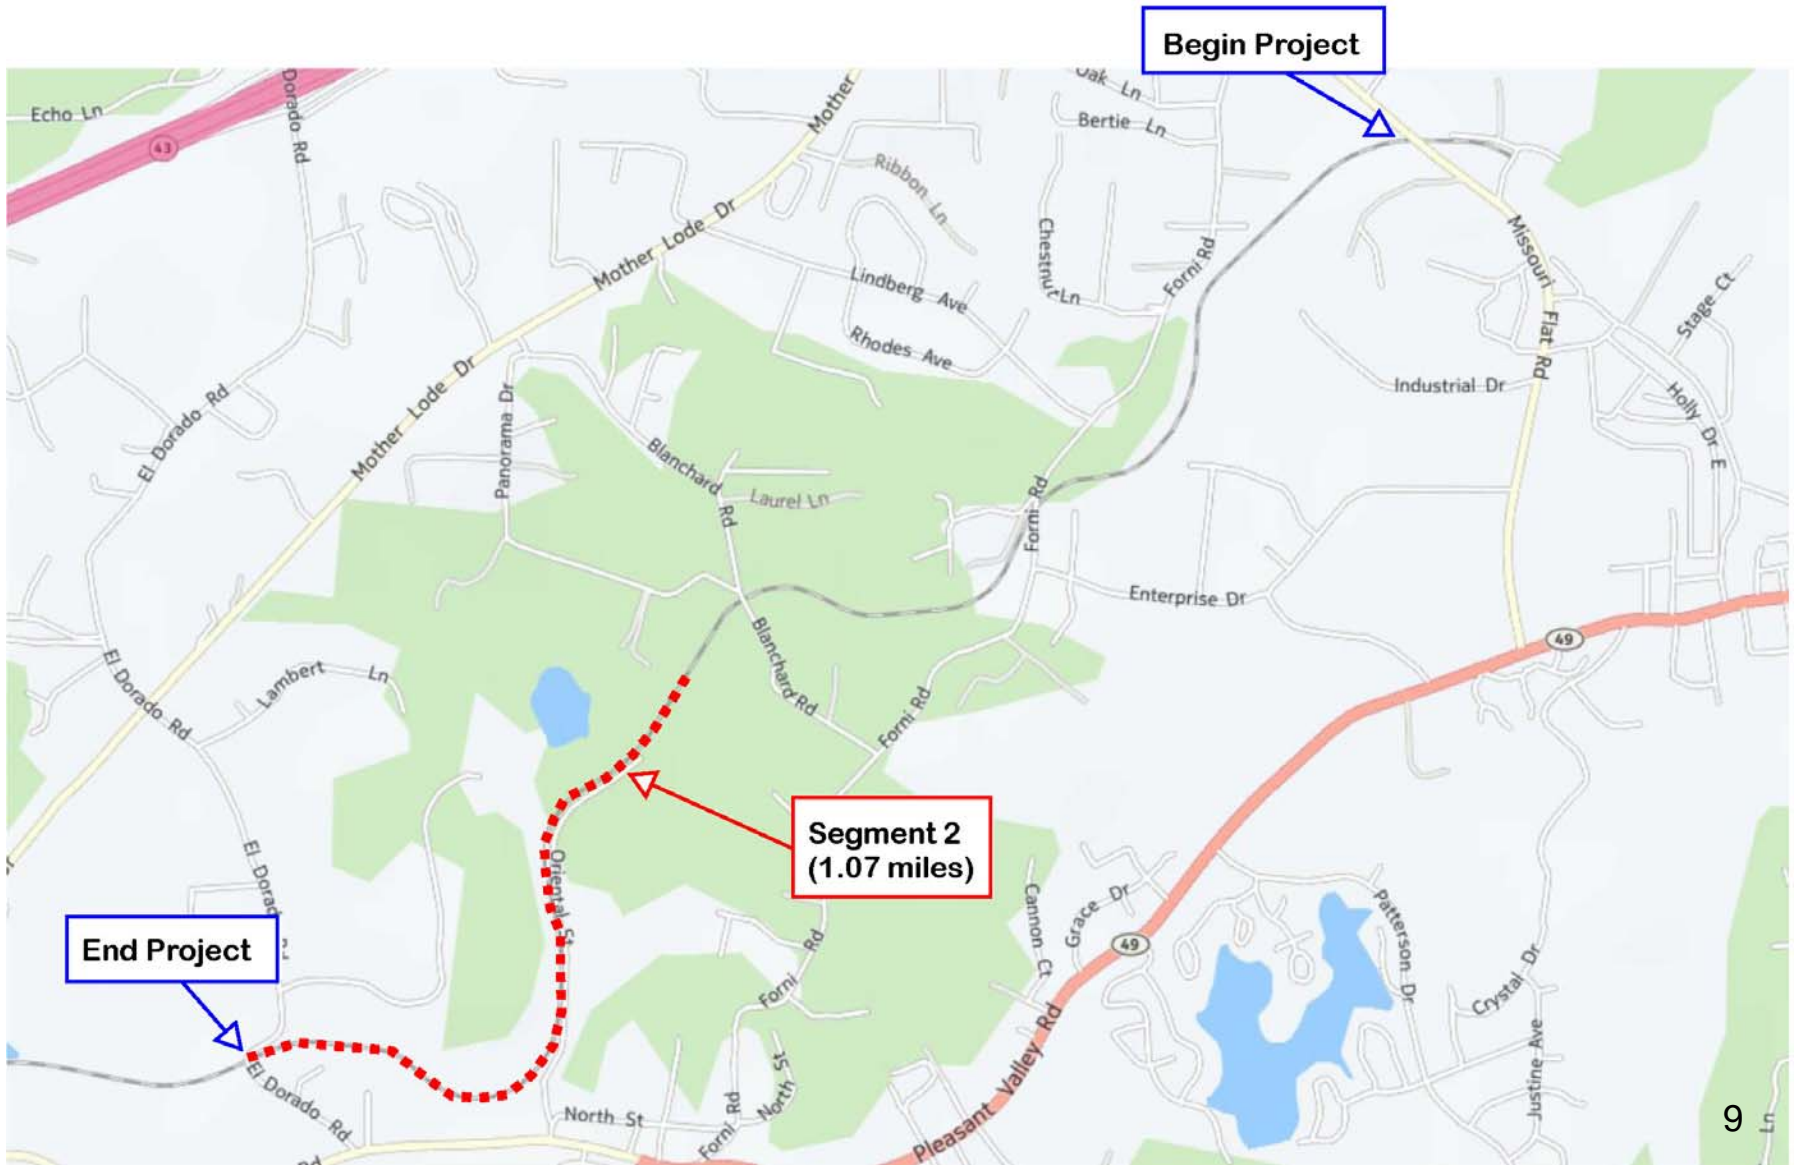 Begin Project
Oak Ln
Echo Ln
Dorado Rd
Mother
Bertie Ln
43
Ribbon Ln
Mother Lode Dr
Chestnut Ln
Forni Rd
Missouri Flat Rd
Lindberg Ave
Stage Ct
Rhodes Ave
Mother Lode Dr
Industrial Dr
El Dorado Rd
Panorama Dr
Holly Dr E
Blanchard Rd
Laurel Ln
Forni Rd
Enterprise Dr
49
Blanchard Rd
El Dorado Rd
Lambert Ln
Forni Rd
Segment 2
(1.07 miles)
Oriental St
El Dorad
Cannon Ct
Grace Dr
Patterson Dr
49
Forni Rd
End Project
Crystal Dr
Pleasant Valley Rd
Justine Ave
El Dorado Rd
North St
North St
Forni Rd
9
Ln
Rd